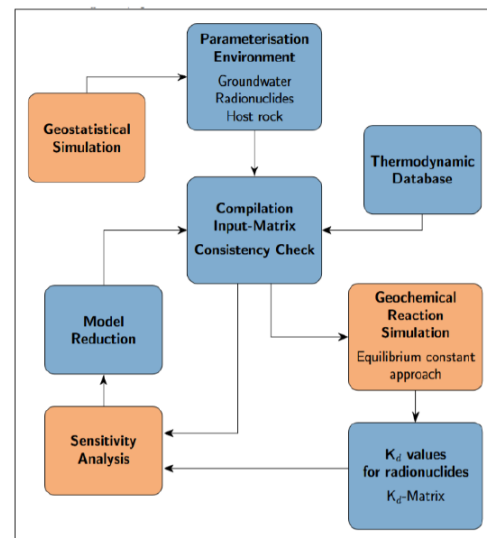 Parameterisation
Environment
Groundwater
Radionuclides
Host rock
Geostatistical
Simulation
Thermodynamic
Database
Compilation
Input-Matrix
Consistency Check
Model
Reduction
Geochemical
Reaction
Simulation
Equilibrium constant
approach
Sensitivity
Analysis
K_d values
for radionuclides
K_d-Matrix